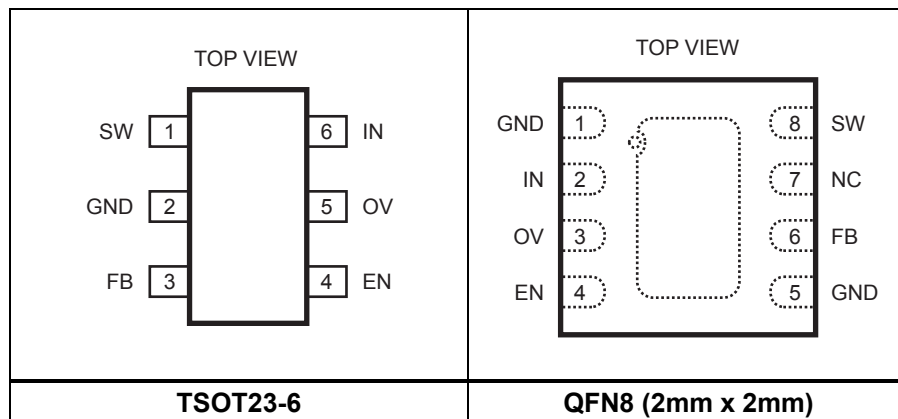 TOP VIEW
SW 1 6 IN
GND 2 5 OV
FB 3 4 EN
TSOT23-6
TOP VIEW
GND 1 8 SW
IN 2 7 NC
OV 3 6 FB
EN 4 5 GND
QFN8 (2mm x 2mm)